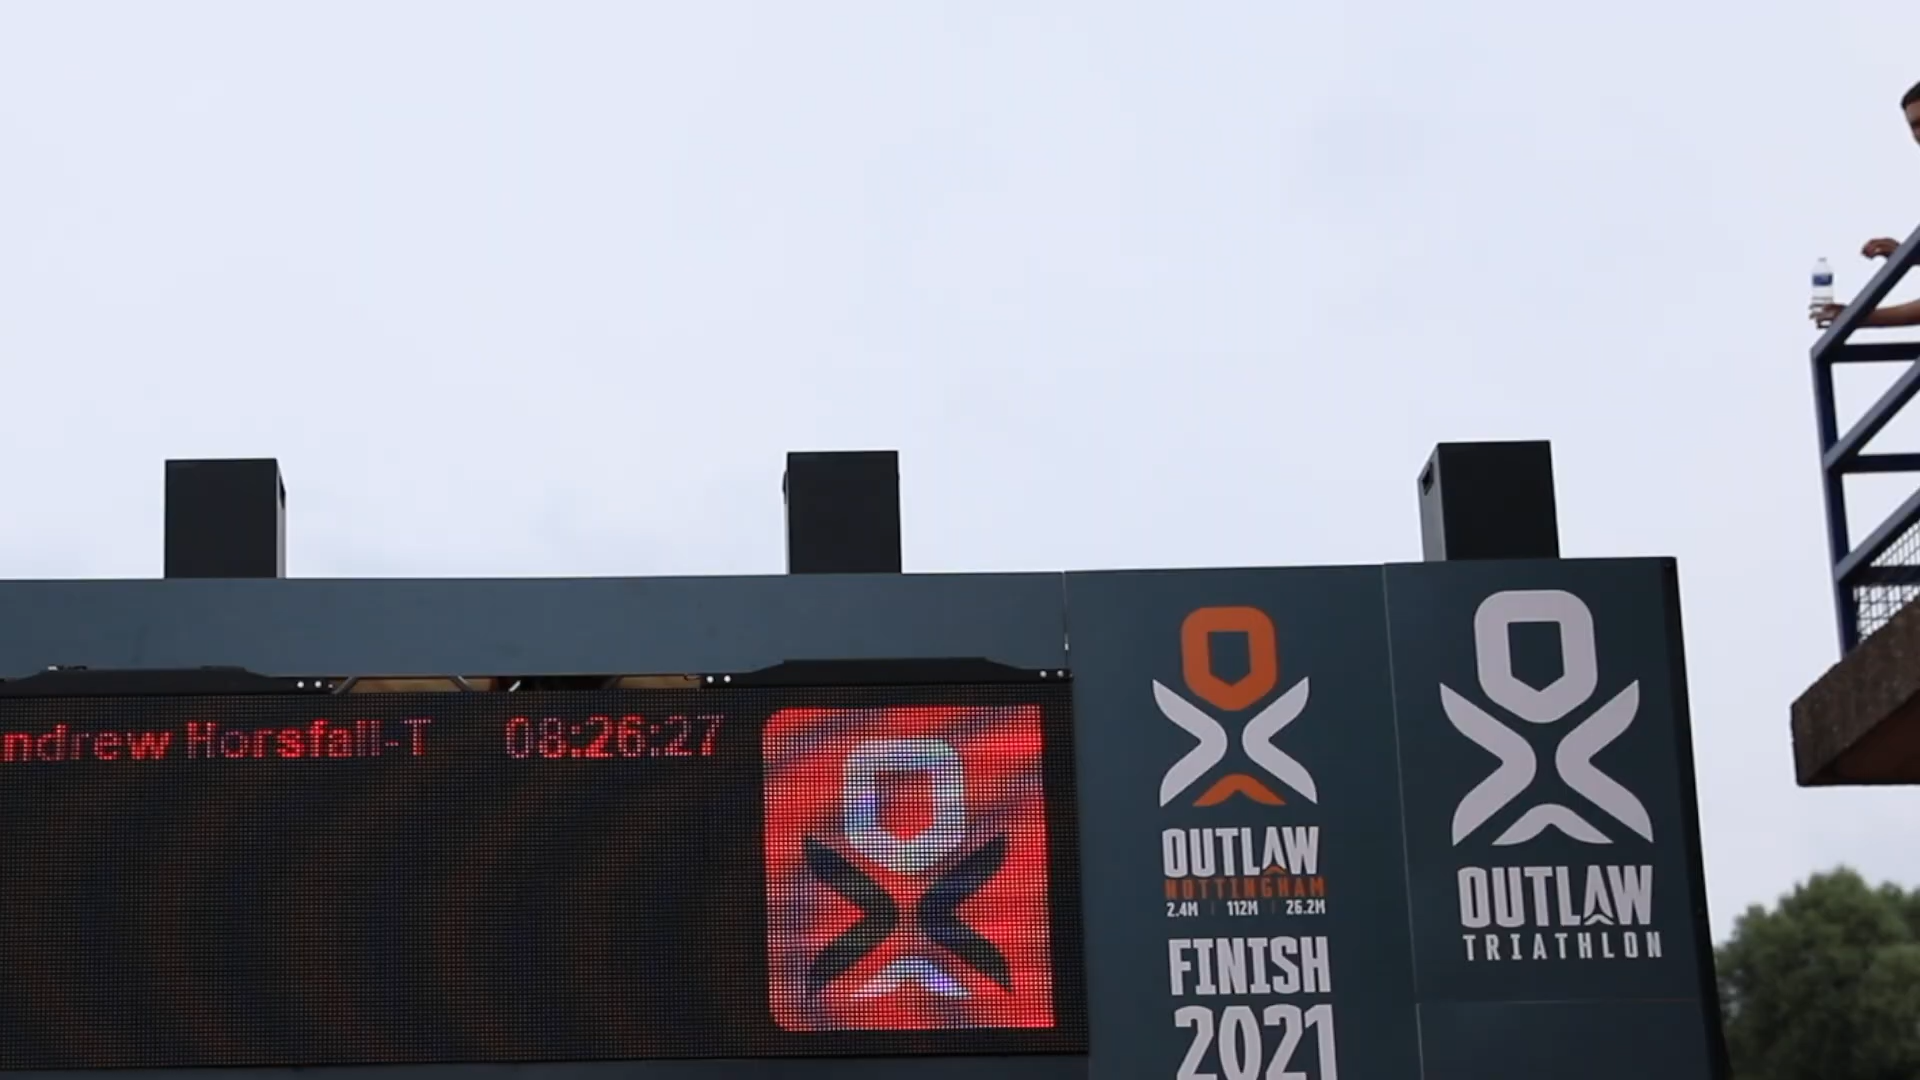 ndrew Horsfall-T 08:26:27
OUTLAW
NOTTINGHAM
2.4M | 112M | 26.2M
FINISH
2021
OUTLAW
TRIATHLON